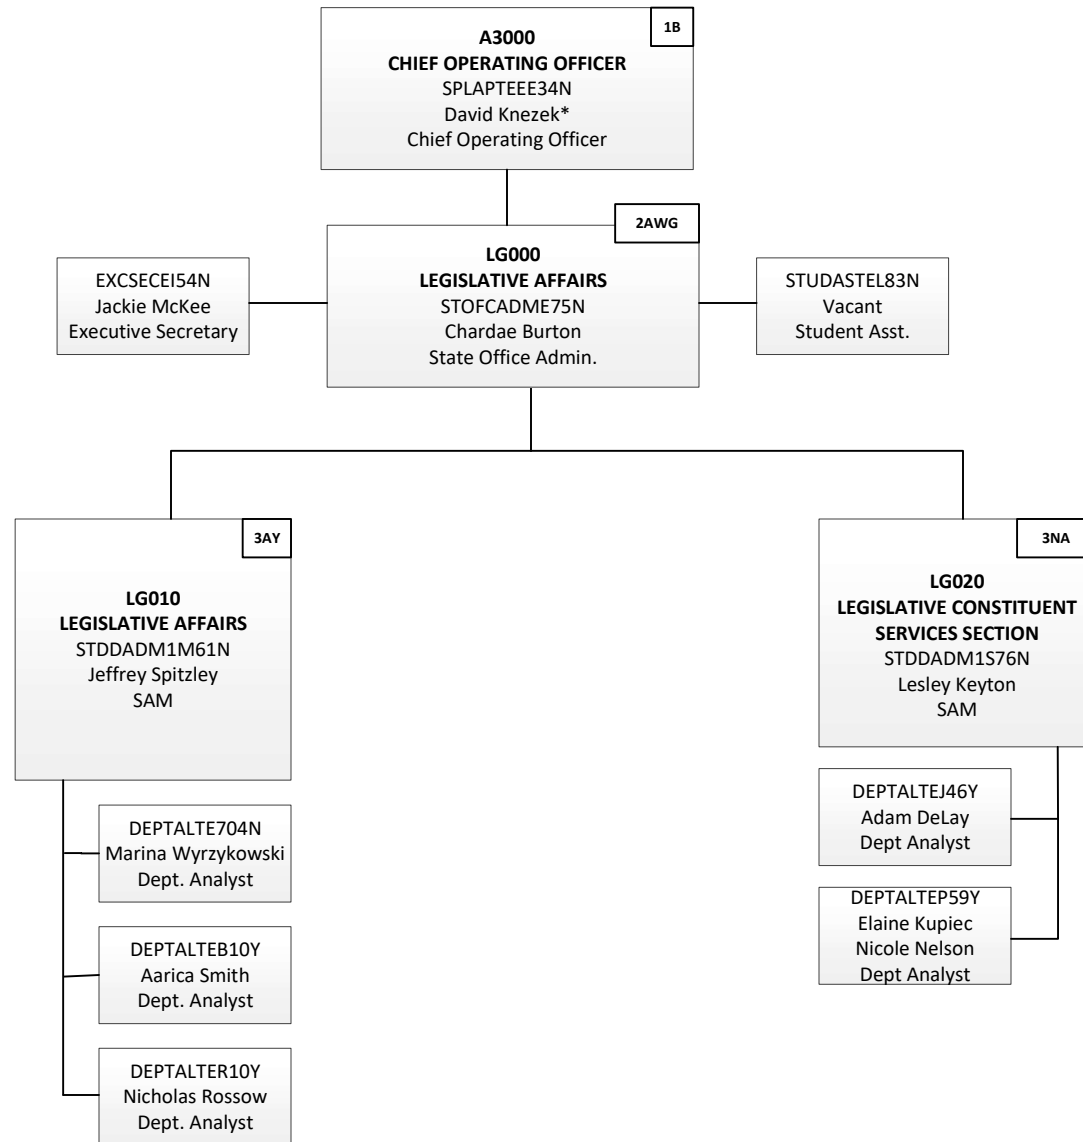 1B
A3000
CHIEF OPERATING OFFICER
SPLAPTEEE34N
David Knezek*
Chief Operating Officer
2AWG
LG000
LEGISLATIVE AFFAIRS
STOFCADME75N
Chardae Burton
State Office Admin.
EXCSECEI54N
Jackie McKee
Executive Secretary
STUDASTEL83N
Vacant
Student Asst.
3AY
LG010
LEGISLATIVE AFFAIRS
STDDADM1M61N
Jeffrey Spitzley
SAM
DEPTALTE704N
Marina Wyrzykowski
Dept. Analyst
DEPTALTEB10Y
Aarica Smith
Dept. Analyst
DEPTALTER10Y
Nicholas Rossow
Dept. Analyst
3NA
LG020
LEGISLATIVE CONSTITUENT
SERVICES SECTION
STDDADM1S76N
Lesley Keyton
SAM
DEPTALTEJ46Y
Adam DeLay
Dept Analyst
DEPTALTEP59Y
Elaine Kupiec
Nicole Nelson
Dept Analyst